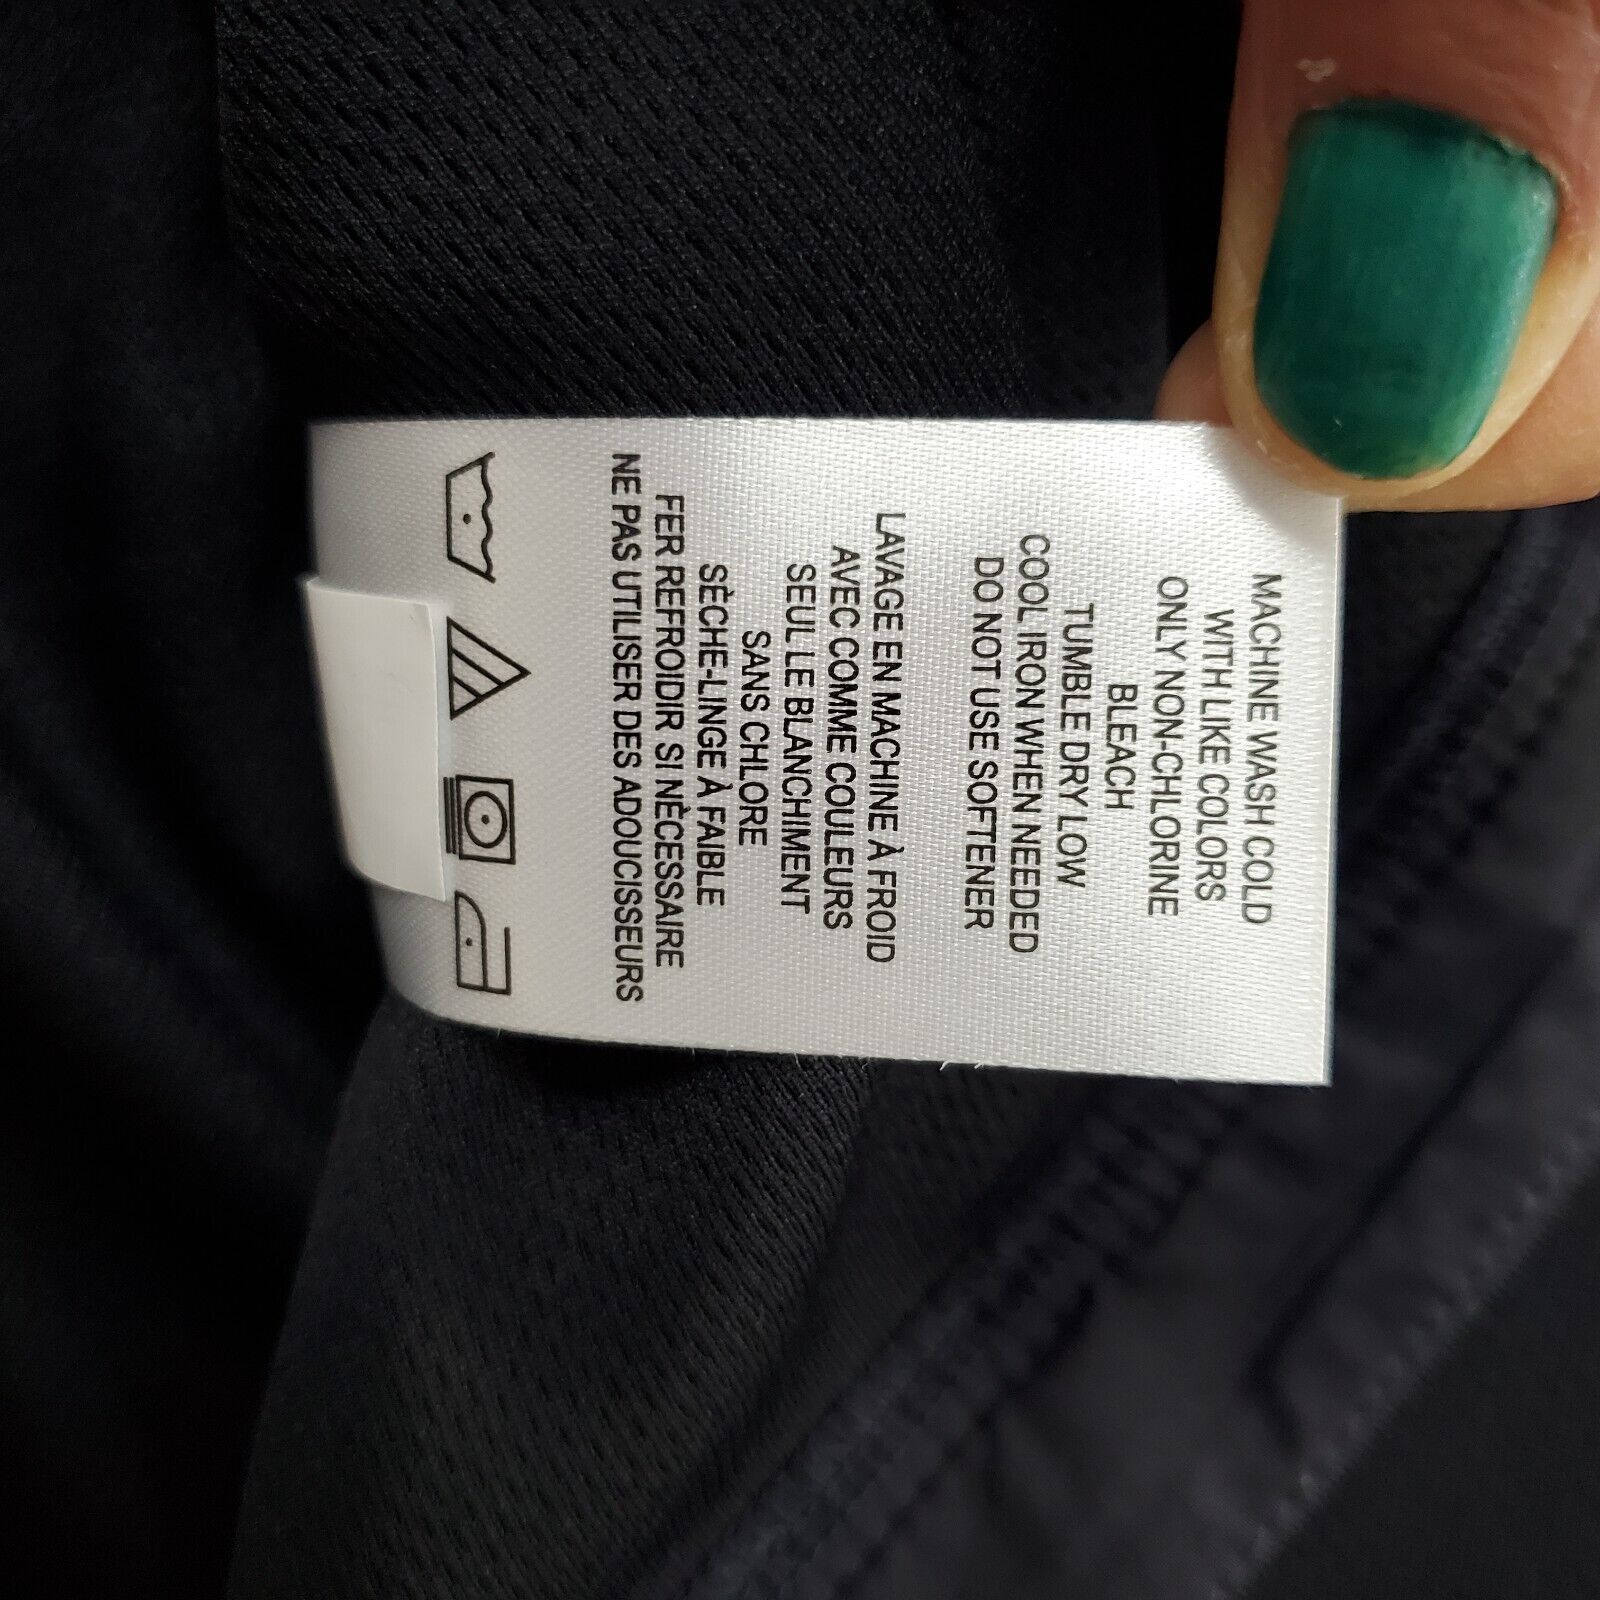 MACHINE WASH COLD
WITH LIKE COLORS
ONLY NON-CHLORINE
BLEACH
TUMBLE DRY LOW
COOL IRON WHEN NEEDED
DO NOT USE SOFTENER
LAVAGE EN MACHINE À FROID
AVEC COMME COULEURS
SEUL LE BLANCHIMENT
SANS CHLORE
SÈCHE-LINGE À FAIBLE
FER REFROIDIR SI NÈCESSAIRE
NE PAS UTILISER DES ADOUCISSEURS